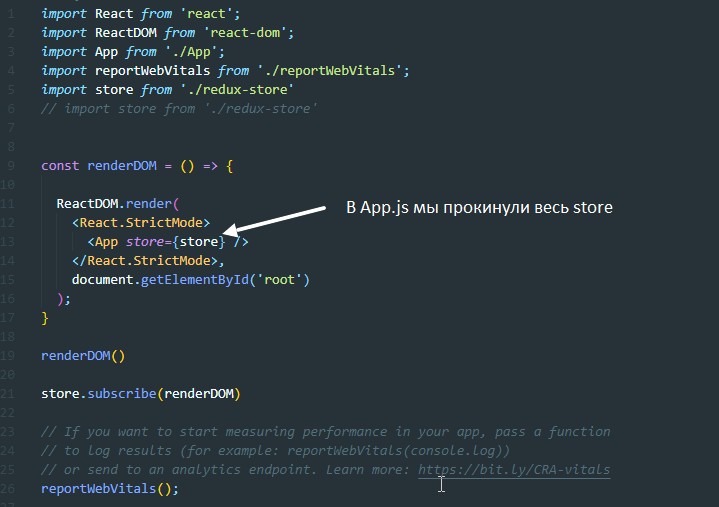 1 import React from 'react';
2 import ReactDOM from 'react-dom';
3 import App from './App';
4 import reportWebVitals from './reportWebVitals';
5 import store from './redux-store'
6 // import store from './redux-store'
7
8
9 const renderDOM = () => {
10
11 ReactDOM.render(
12 <React.StrictMode>
13 <App store={store} />
14 </React.StrictMode>,
15 document.getElementById('root')
16 );
17 }
18
19 renderDOM()
20
21 store.subscribe(renderDOM)
22
23 // If you want to start measuring performance in your app, pass a function
24 // to log results (for example: reportWebVitals(console.log))
25 // or send to an analytics endpoint. Learn more: https://bit.ly/CRA-vitals
26 reportWebVitals();
27
В App.js мы прокинули весь store